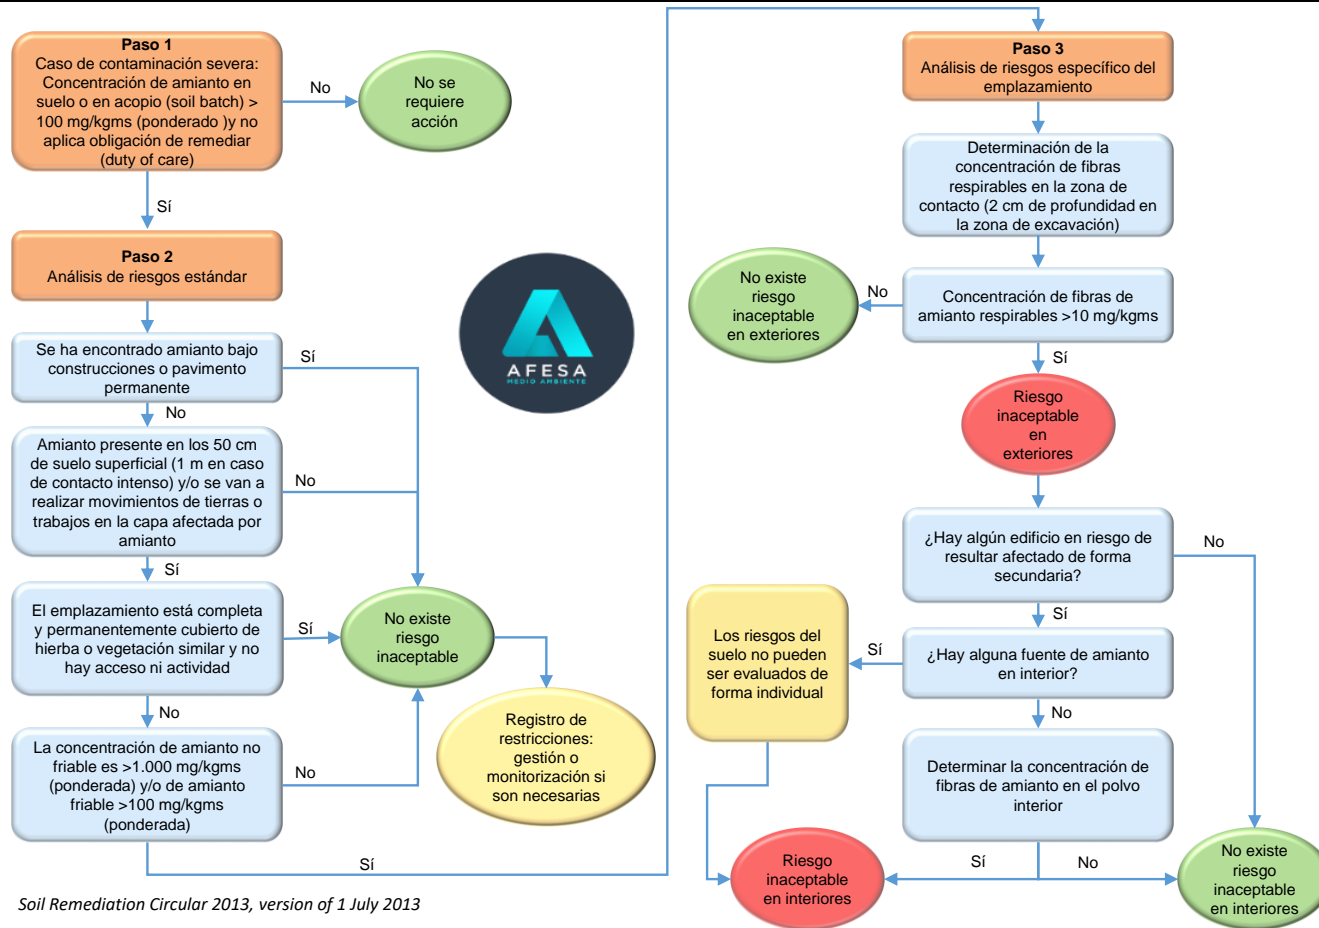 Paso 1
Caso de contaminación severa:
Concentración de amianto en
suelo o en acopio (soil batch) >
100 mg/kgms (ponderado )y no
aplica obligación de remediar
(duty of care)
No
No se
requiere
acción
Sí
Paso 2
Análisis de riesgos estándar
Se ha encontrado amianto bajo
construcciones o pavimento
permanente
Sí
No
Amianto presente en los 50 cm
de suelo superficial (1 m en caso
de contacto intenso) y/o se van a
realizar movimientos de tierras o
trabajos en la capa afectada por
amianto
No
Sí
El emplazamiento está completa
y permanentemente cubierto de
hierba o vegetación similar y no
hay acceso ni actividad
Sí
No existe
riesgo
inaceptable
No
La concentración de amianto no
friable es >1.000 mg/kgms
(ponderada) y/o de amianto
friable >100 mg/kgms
(ponderada)
No
Registro de
restricciones:
gestión o
monitorización si
son necesarias
Sí
AFESA
MEDIO AMBIENTE
Paso 3
Análisis de riesgos específico del
emplazamiento
Determinación de la
concentración de fibras
respirables en la zona de
contacto (2 cm de profundidad en
la zona de excavación)
Concentración de fibras de
amianto respirables >10 mg/kgms
No
No existe
riesgo
inaceptable
en exteriores
Sí
Riesgo
inaceptable
en
exteriores
¿Hay algún edificio en riesgo de
resultar afectado de forma
secundaria?
No
Sí
¿Hay alguna fuente de amianto
en interior?
Sí
Los riesgos del
suelo no pueden
ser evaluados de
forma individual
No
Determinar la concentración de
fibras de amianto en el polvo
interior
Sí
No
Riesgo
inaceptable
en interiores
No existe
riesgo
inaceptable
en interiores
Soil Remediation Circular 2013, version of 1 July 2013